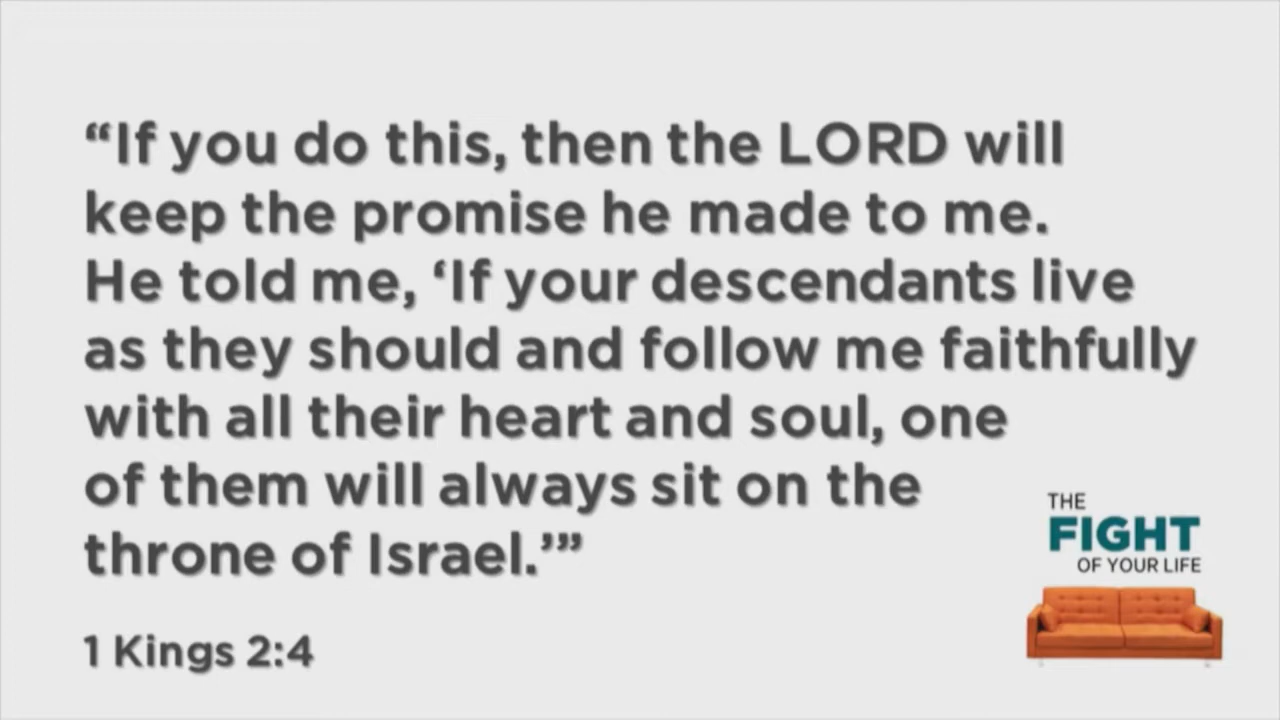 “If you do this, then the LORD will
keep the promise he made to me.
He told me, ‘If your descendants live
as they should and follow me faithfully
with all their heart and soul, one
of them will always sit on the
throne of Israel.’”
1 Kings 2:4
THE
FIGHT
OF YOUR LIFE